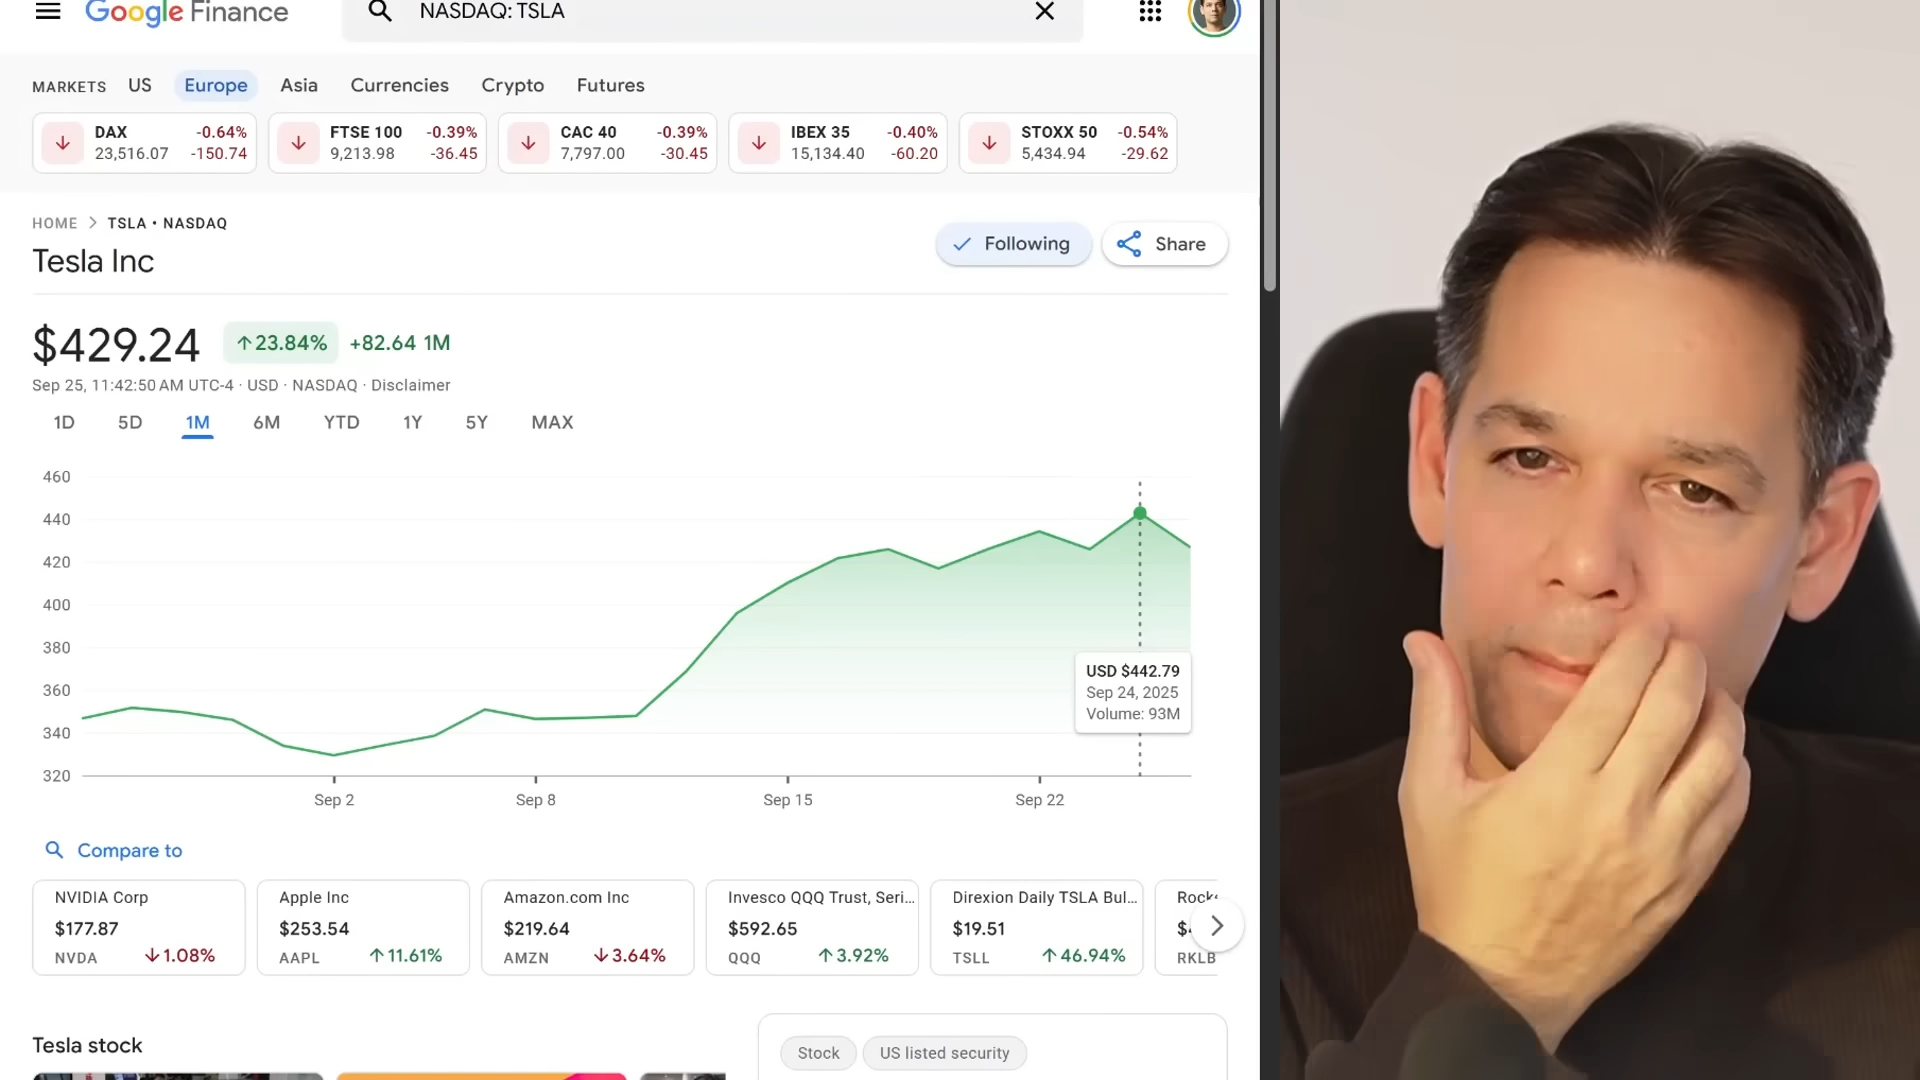 Google Finance
NASDAQ: TSLA
MARKETS US Europe Asia Currencies Crypto Futures
DAX -0.64%
23,516.07 -150.74
FTSE 100 -0.39%
9,213.98 -36.45
CAC 40 -0.39%
7,797.00 -30.45
IBEX 35 -0.40%
15,134.40 -60.20
STOXX 50 -0.54%
5,434.94 -29.62
HOME > TSLA • NASDAQ
Tesla Inc
Following
Share
$429.24 ↑23.84% +82.64 1M
Sep 25, 11:42:50 AM UTC-4 · USD · NASDAQ · Disclaimer
1D 5D 1M 6M YTD 1Y 5Y MAX
460
440
420
400
380
360
340
320
USD $442.79
Sep 24, 2025
Volume: 93M
Sep 2 Sep 8 Sep 15 Sep 22
Compare to
NVIDIA Corp
$177.87
NVDA ↓1.08%
Apple Inc
$253.54
AAPL ↑11.61%
Amazon.com Inc
$219.64
AMZN ↓3.64%
Invesco QQQ Trust, Seri...
$592.65
QQQ ↑3.92%
Direxion Daily TSLA Bul...
$19.51
TSLL ↑46.94%
RKLB
Tesla stock
Stock
US listed security